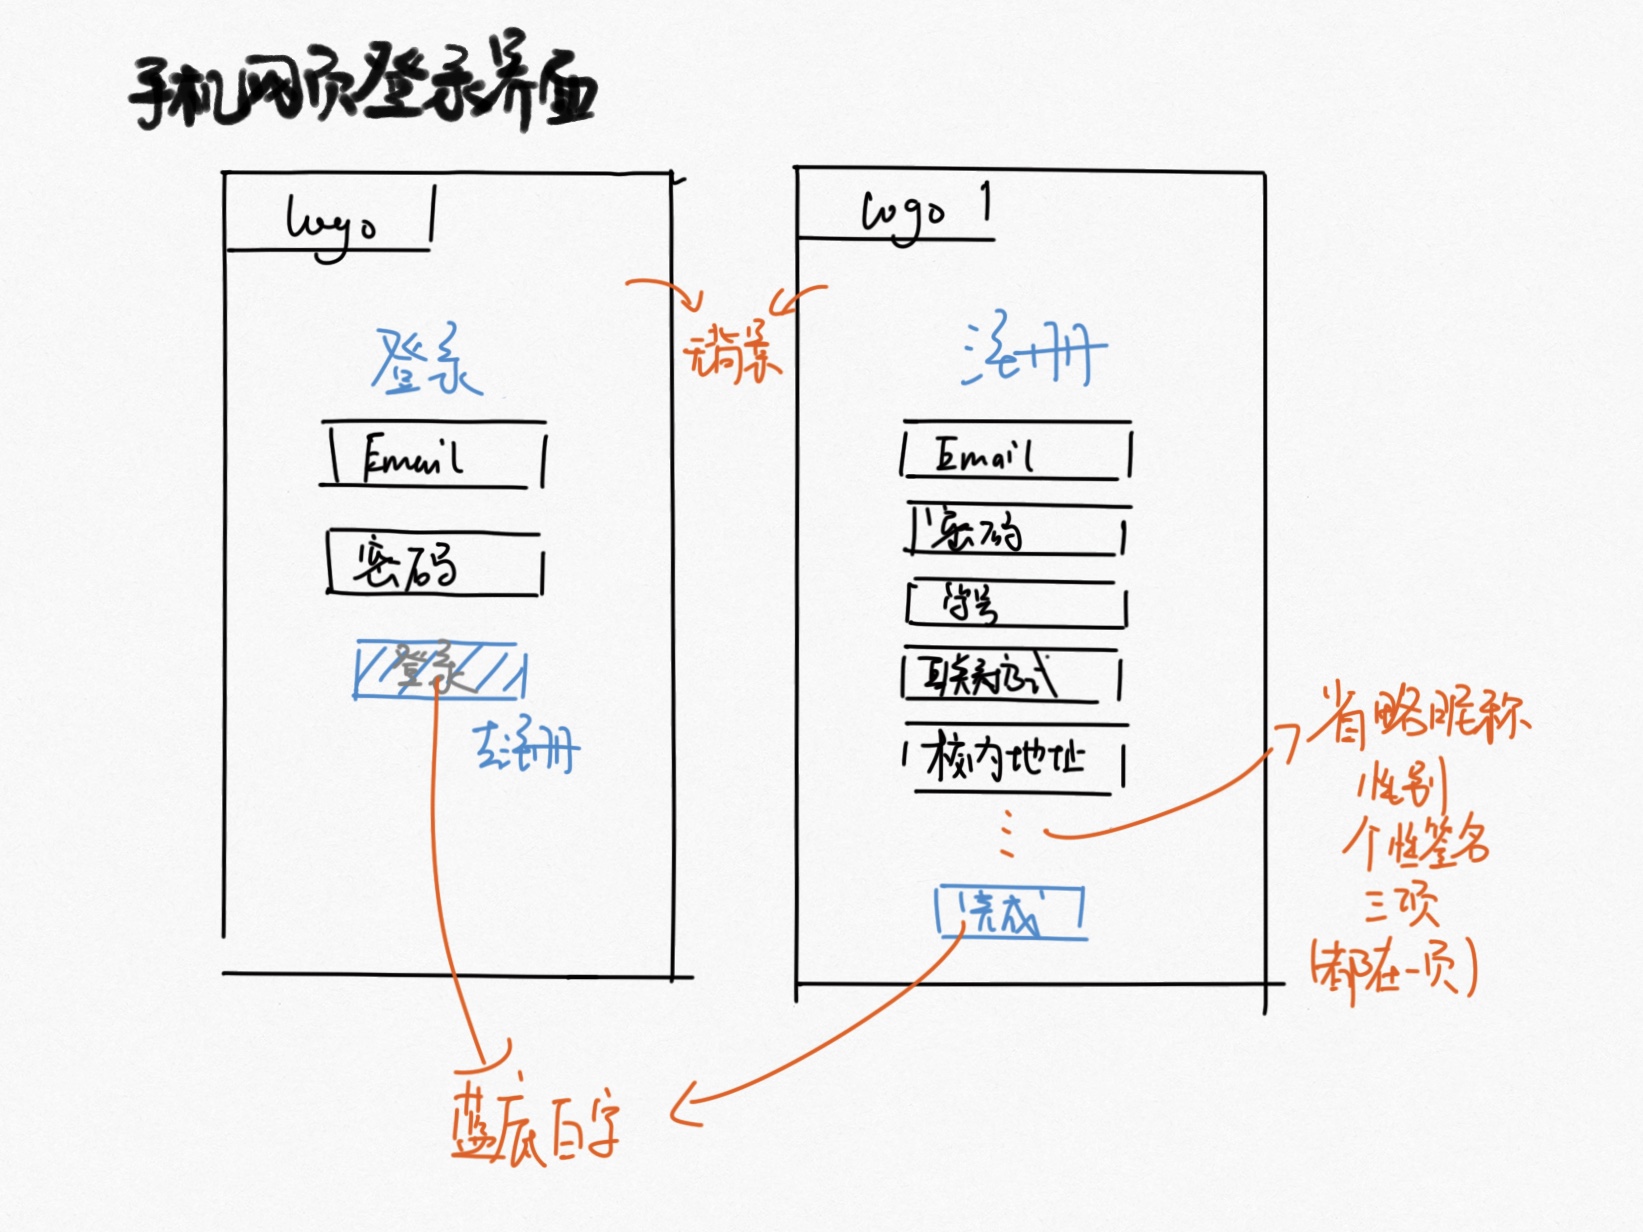 手机网页登录界面
logo
登录
Email
密码
登录
去注册
无背景
logo
注册
Email
密码
学号
联系方式
校内地址
完成
省略昵称
性别
个性签名
三项
(都在一页)
蓝底白字